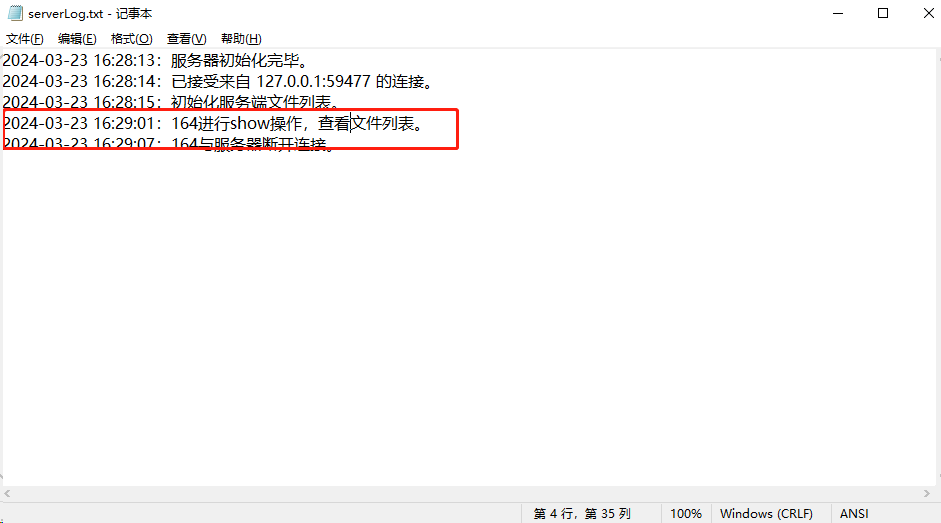 serverLog.txt - 记事本
文件(F) 编辑(E) 格式(O) 查看(V) 帮助(H)
2024-03-23 16:28:13：服务器初始化完毕。
2024-03-23 16:28:14：已接受来自 127.0.0.1:59477 的连接。
2024-03-23 16:28:15：初始化服务端文件列表。
2024-03-23 16:29:01：164进行show操作，查看文件列表。
2024-03-23 16:29:07：164与服务器断开连接。
第 4 行，第 35 列 100% Windows (CRLF) ANSI